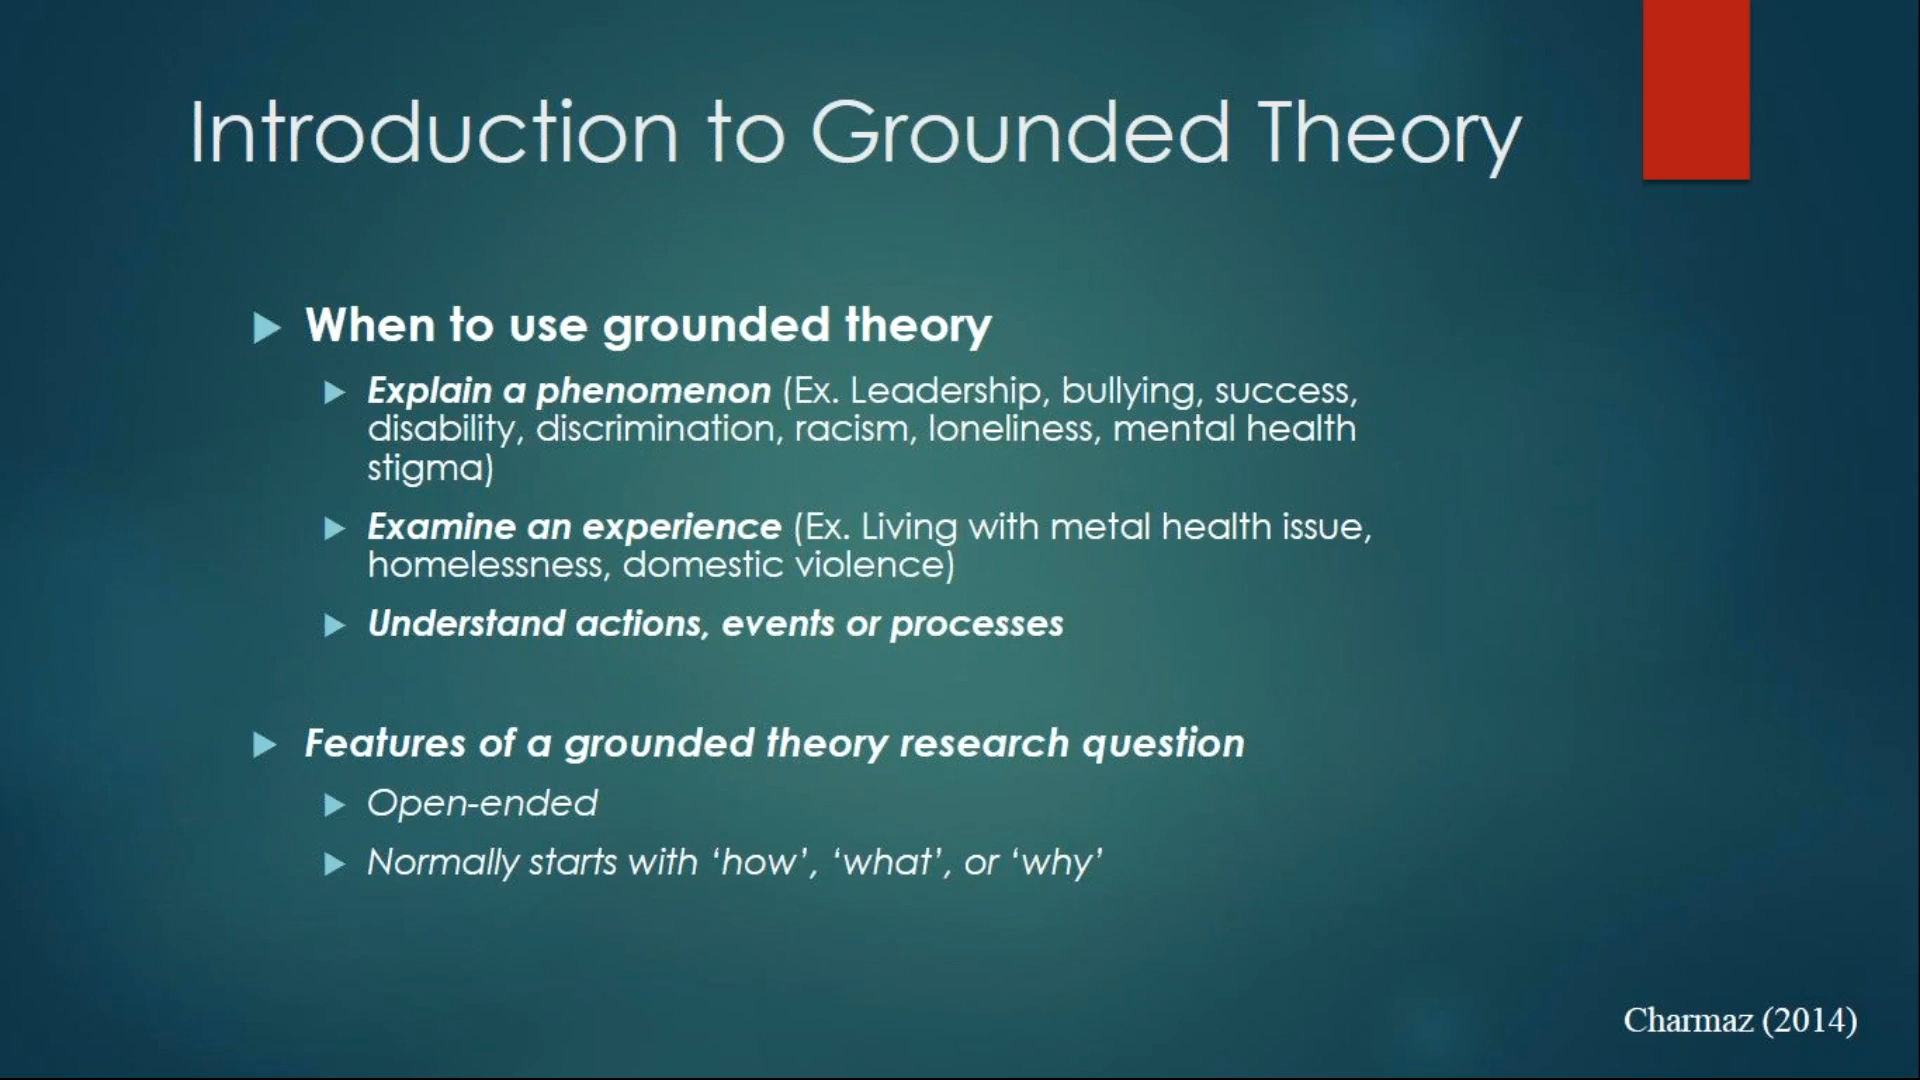 Introduction to Grounded Theory
When to use grounded theory
Explain a phenomenon (Ex. Leadership, bullying, success,
disability, discrimination, racism, loneliness, mental health
stigma)
Examine an experience (Ex. Living with metal health issue,
homelessness, domestic violence)
Understand actions, events or processes
Features of a grounded theory research question
Open-ended
Normally starts with ‘how’, ‘what’, or ‘why’
Charmaz (2014)